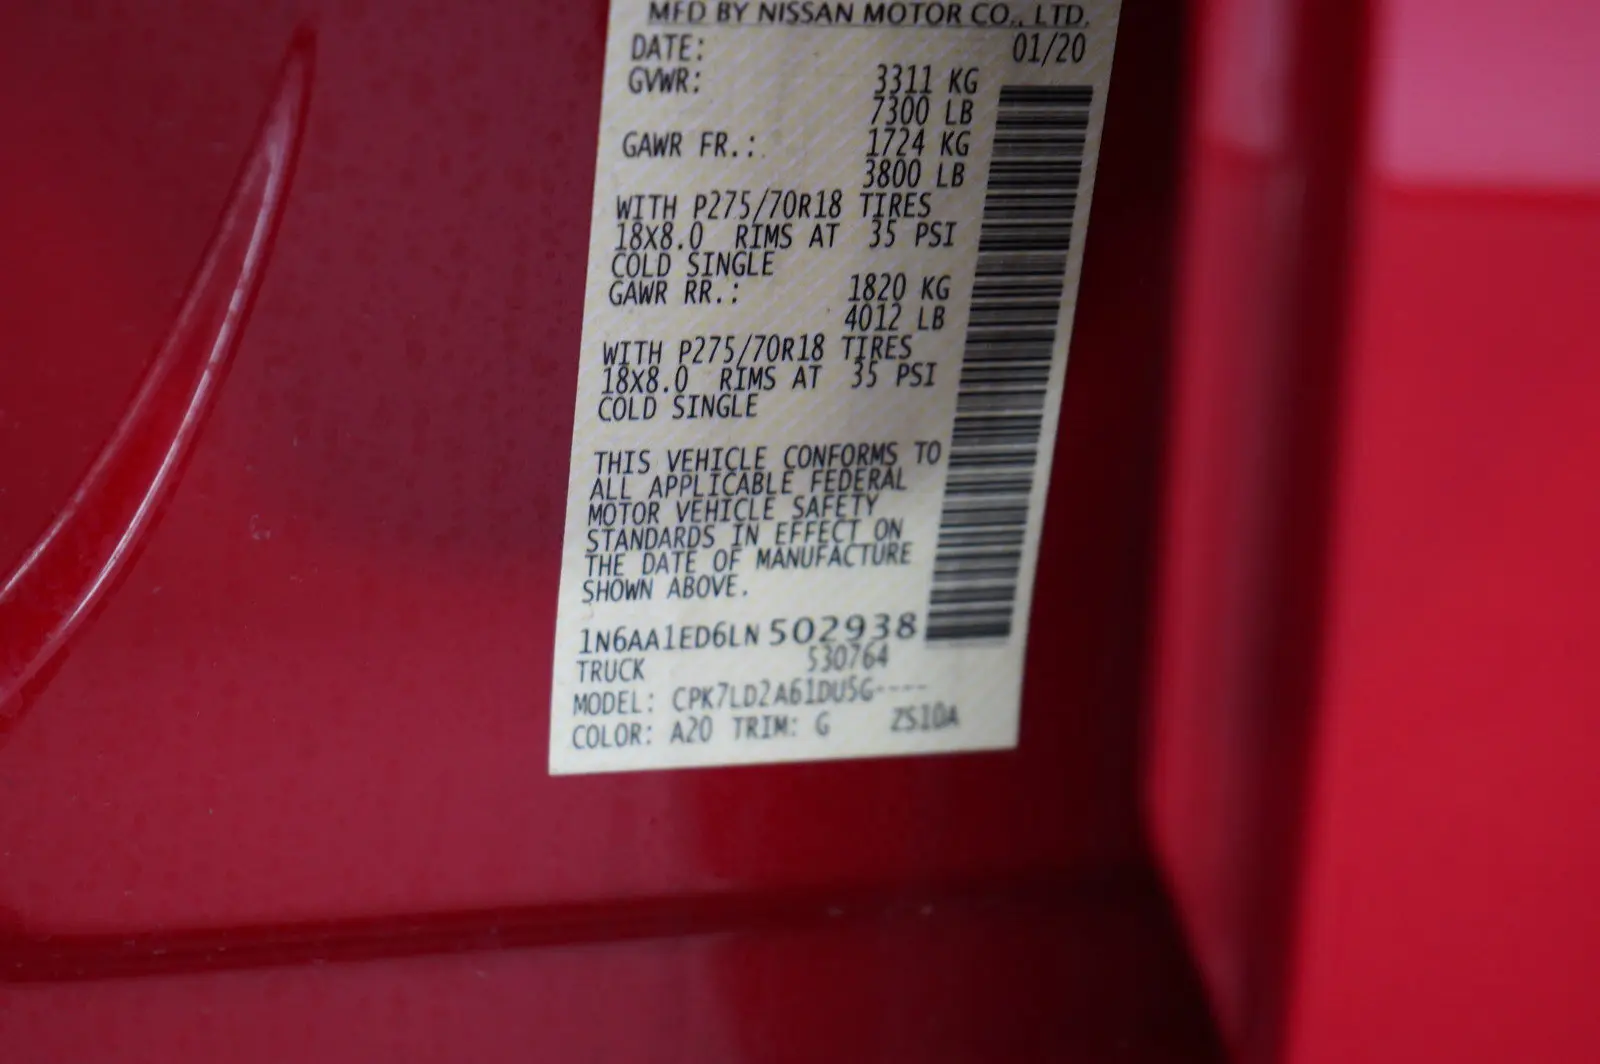 MFD BY NISSAN MOTOR CO., LTD.
DATE: 01/20
GVWR: 3311 KG
7300 LB
GAWR FR.: 1724 KG
3800 LB
WITH P275/70R18 TIRES
18X8.0 RIMS AT 35 PSI
COLD SINGLE
GAWR RR.: 1820 KG
4012 LB
WITH P275/70R18 TIRES
18X8.0 RIMS AT 35 PSI
COLD SINGLE
THIS VEHICLE CONFORMS TO
ALL APPLICABLE FEDERAL
MOTOR VEHICLE SAFETY
STANDARDS IN EFFECT ON
THE DATE OF MANUFACTURE
SHOWN ABOVE.
1N6AA1ED6LN502938
TRUCK 530764
MODEL: CPK7LD2A61DU5G----
COLOR: A20 TRIM: G ZS10A